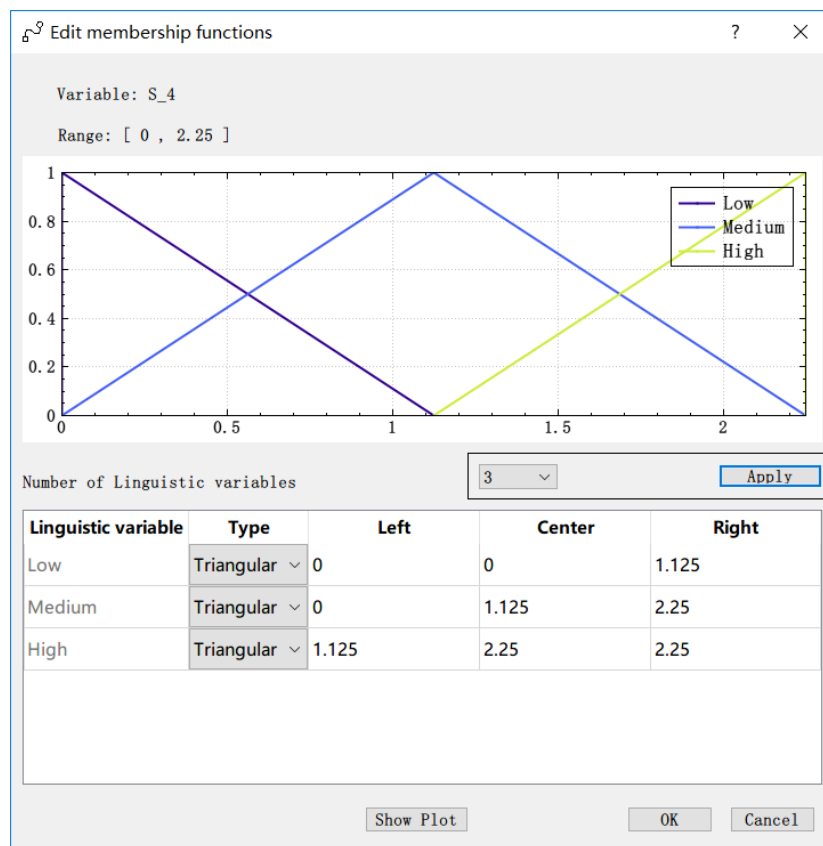 Edit membership functions ?
Variable: S_4
Range: [ 0 , 2.25 ]
1
0.8
0.6
0.4
0.2
0
0 0.5 1 1.5 2
Low
Medium
High
Number of Linguistic variables 3 Apply
Linguistic variable Type Left Center Right
Low Triangular 0 0 1.125
Medium Triangular 0 1.125 2.25
High Triangular 1.125 2.25 2.25
Show Plot OK Cancel